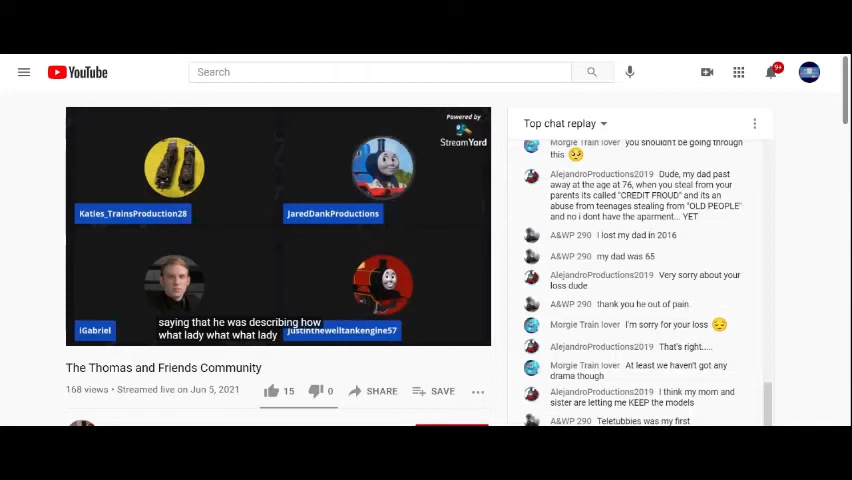 YouTube
Search
9+
Powered by
StreamYard
Katies_TrainsProduction28
JaredDankProductions
iGabriel
justinthewelltankengine57
saying that he was describing how
what lady what what lady
The Thomas and Friends Community
168 views • Streamed live on Jun 5, 2021
15
0
SHARE
SAVE
Top chat replay
Morgie Train lover you shouldn't be going through
this
AlejandroProductions2019 Dude, my dad past
away at the age at 76, when you steal from your
parents its called "CREDIT FROUD" and its an
abuse from teenages stealing from "OLD PEOPLE"
and no i dont have the aparment... YET
A&WP 290 I lost my dad in 2016
A&WP 290 my dad was 65
AlejandroProductions2019 Very sorry about your
loss dude
A&WP 290 thank you he out of pain.
Morgie Train lover I'm sorry for your loss
AlejandroProductions2019 That's right.....
Morgie Train lover At least we haven't got any
drama though
AlejandroProductions2019 I think my mom and
sister are letting me KEEP the models
A&WP 290 Teletubbies was my first